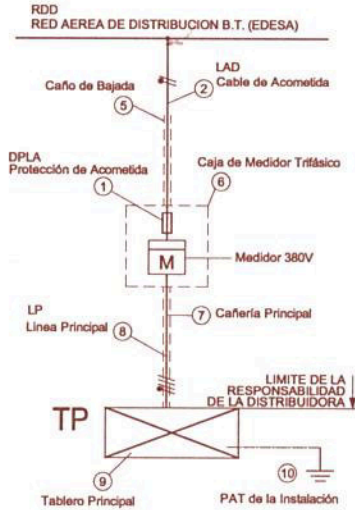 RDD
RED AEREA DE DISTRIBUCION B.T. (EDESA)
LAD
Cable de Acometida
Caño de Bajada
5
2
DPLA
Protección de Acometida
Caja de Medidor Trifásico
1
6
M
Medidor 380V
LP
Linea Principal
7
Cañería Principal
8
LIMITE DE LA
RESPONSABILIDAD
DE LA DISTRIBUIDORA
TP
9
10
Tablero Principal
PAT de la Instalación